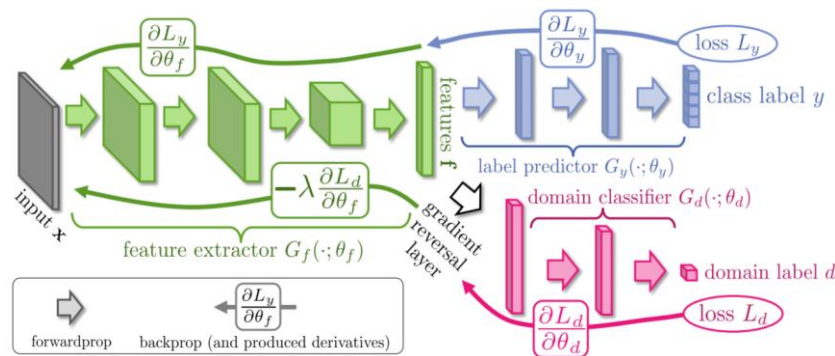 ∂L_y/∂θ_f
∂L_y/∂θ_y
loss L_y
features f
class label y
label predictor G_y(·;θ_y)
input x
−λ ∂L_d/∂θ_f
feature extractor G_f(·;θ_f)
gradient
reversal
layer
domain classifier G_d(·;θ_d)
domain label d
∂L_d/∂θ_d
loss L_d
forwardprop
∂L_y/∂θ_f
backprop (and produced derivatives)